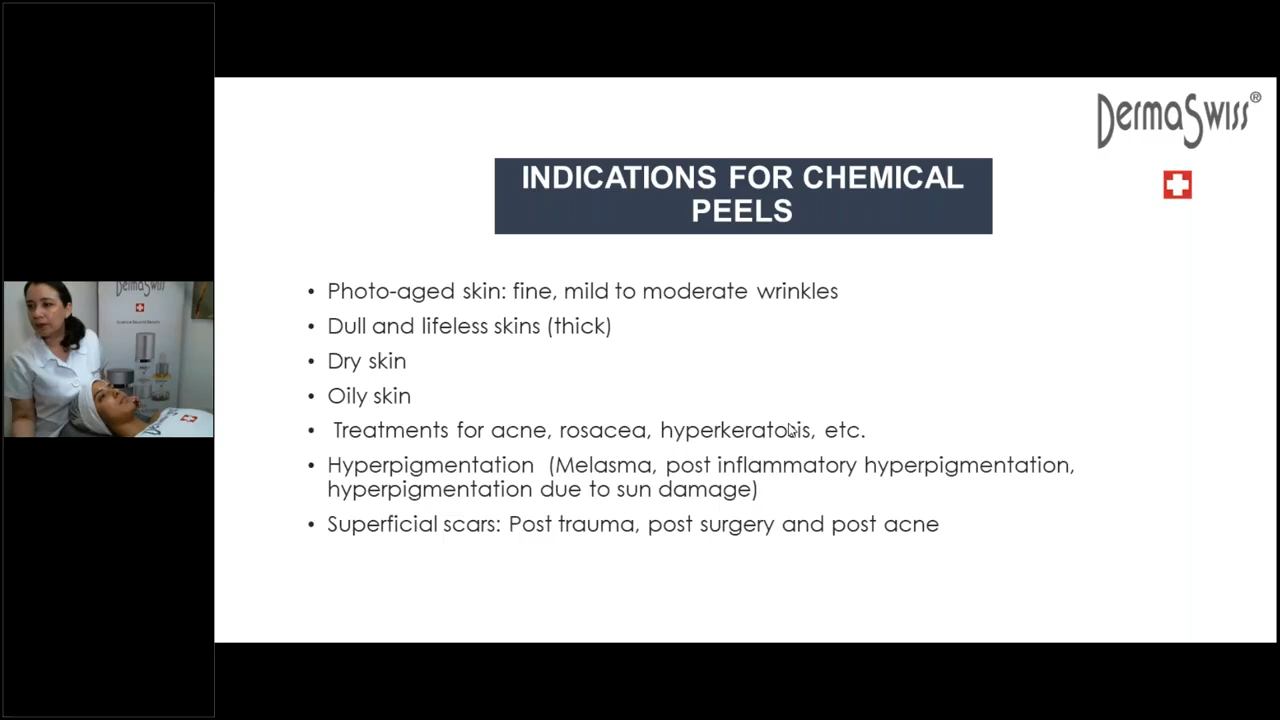 DermaSwiss®
INDICATIONS FOR CHEMICAL
PEELS
• Photo-aged skin: fine, mild to moderate wrinkles
• Dull and lifeless skins (thick)
• Dry skin
• Oily skin
• Treatments for acne, rosacea, hyperkeratosis, etc.
• Hyperpigmentation (Melasma, post inflammatory hyperpigmentation,
hyperpigmentation due to sun damage)
• Superficial scars: Post trauma, post surgery and post acne
DermaSwiss